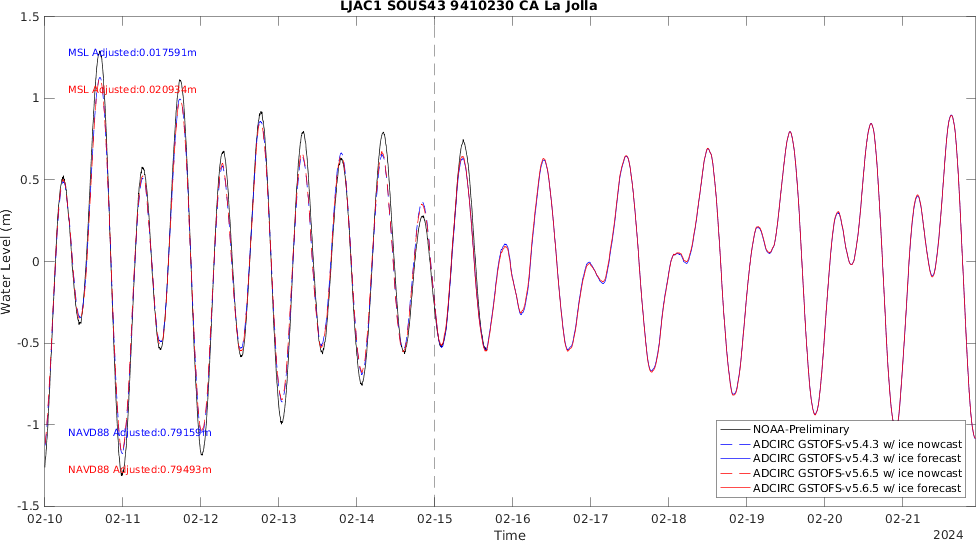 LJAC1 SOUS43 9410230 CA La Jolla
1.5
MSL Adjusted:0.017591m
MSL Adjusted:0.020934m
1
0.5
Water Level (m)
0
-0.5
-1
NAVD88 Adjusted:0.79159m
NAVD88 Adjusted:0.79493m
-1.5
NOAA-Preliminary
ADCIRC GSTOFS-v5.4.3 w/ ice nowcast
ADCIRC GSTOFS-v5.4.3 w/ ice forecast
ADCIRC GSTOFS-v5.6.5 w/ ice nowcast
ADCIRC GSTOFS-v5.6.5 w/ ice forecast
02-10 02-11 02-12 02-13 02-14 02-15 02-16 02-17 02-18 02-19 02-20 02-21
Time
2024